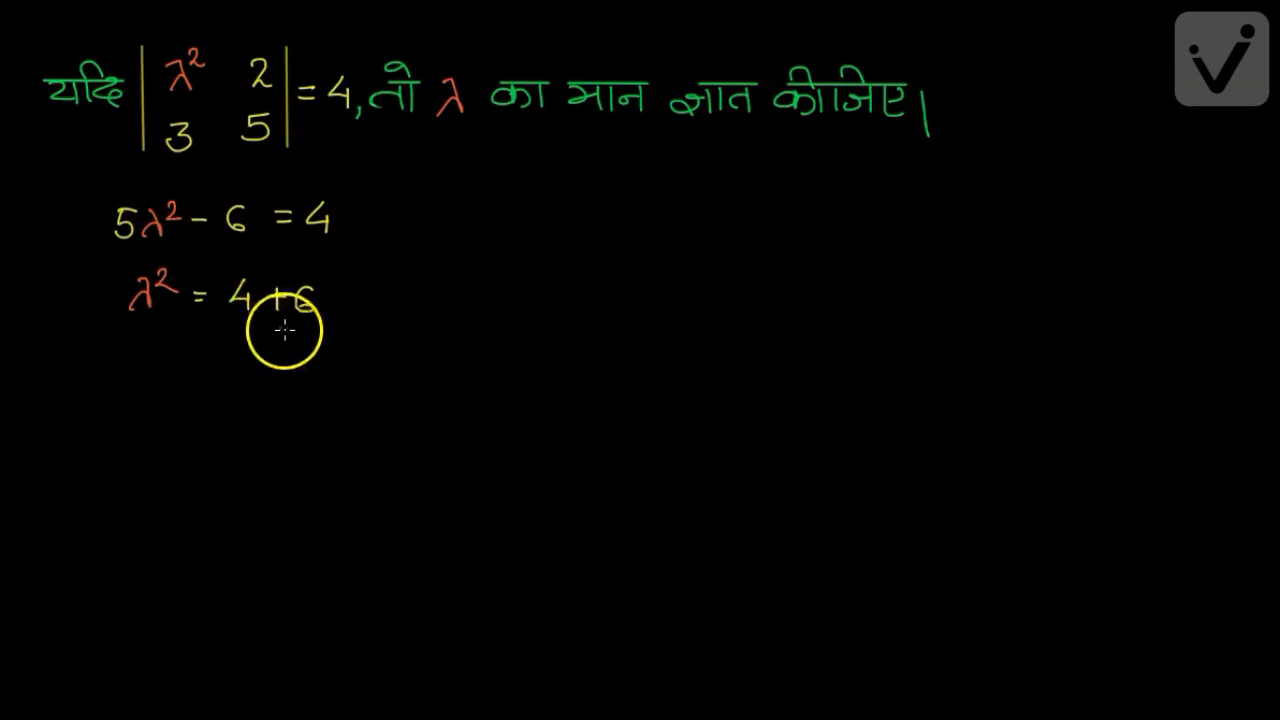 यदि | λ² 2 | = 4, तो λ का मान ज्ञात कीजिए।
3 5
5λ² - 6 = 4
λ² = 4 + 6